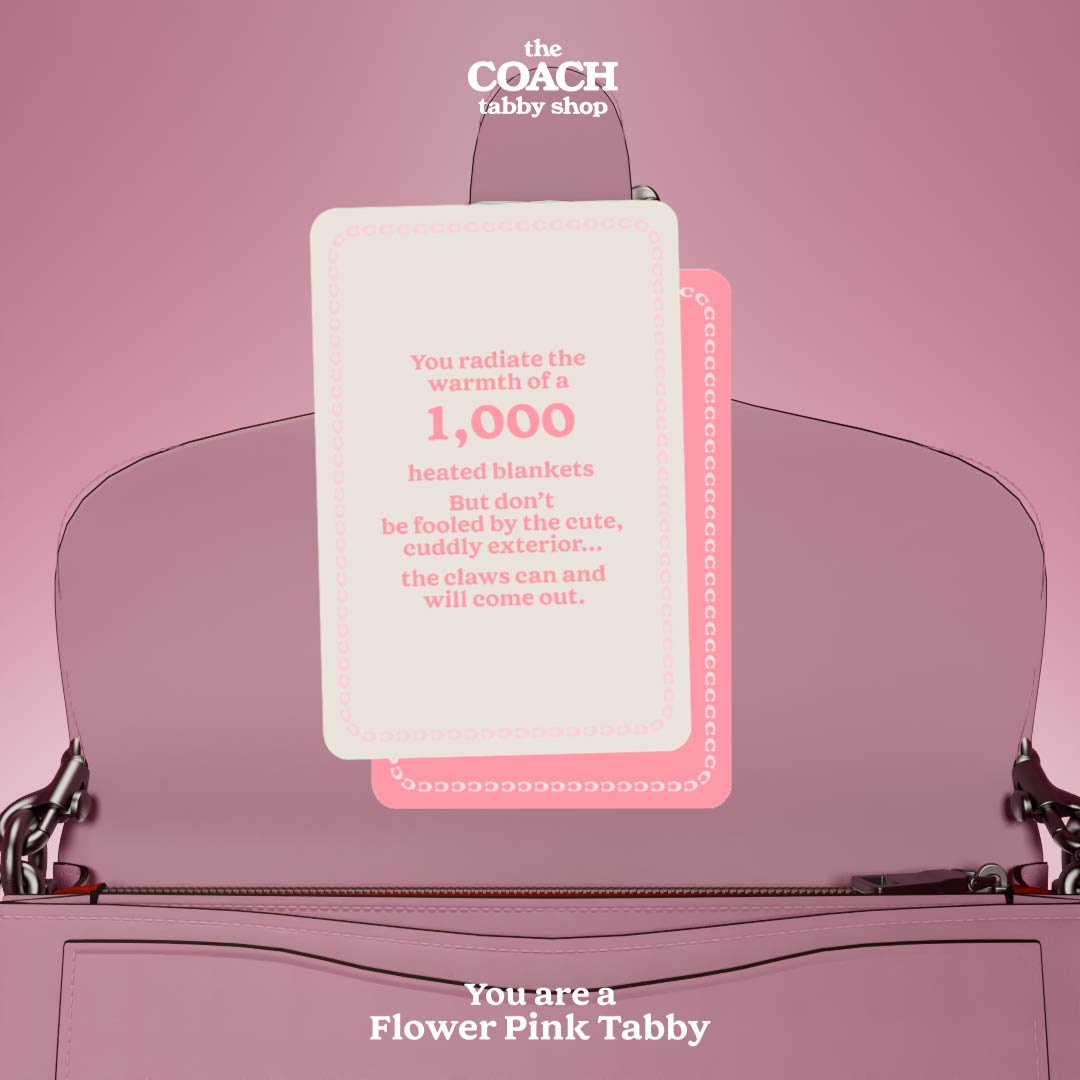 the
COACH
tabby shop
You radiate the
warmth of a
1,000
heated blankets
But don’t
be fooled by the cute,
cuddly exterior...
the claws can and
will come out.
You are a
Flower Pink Tabby